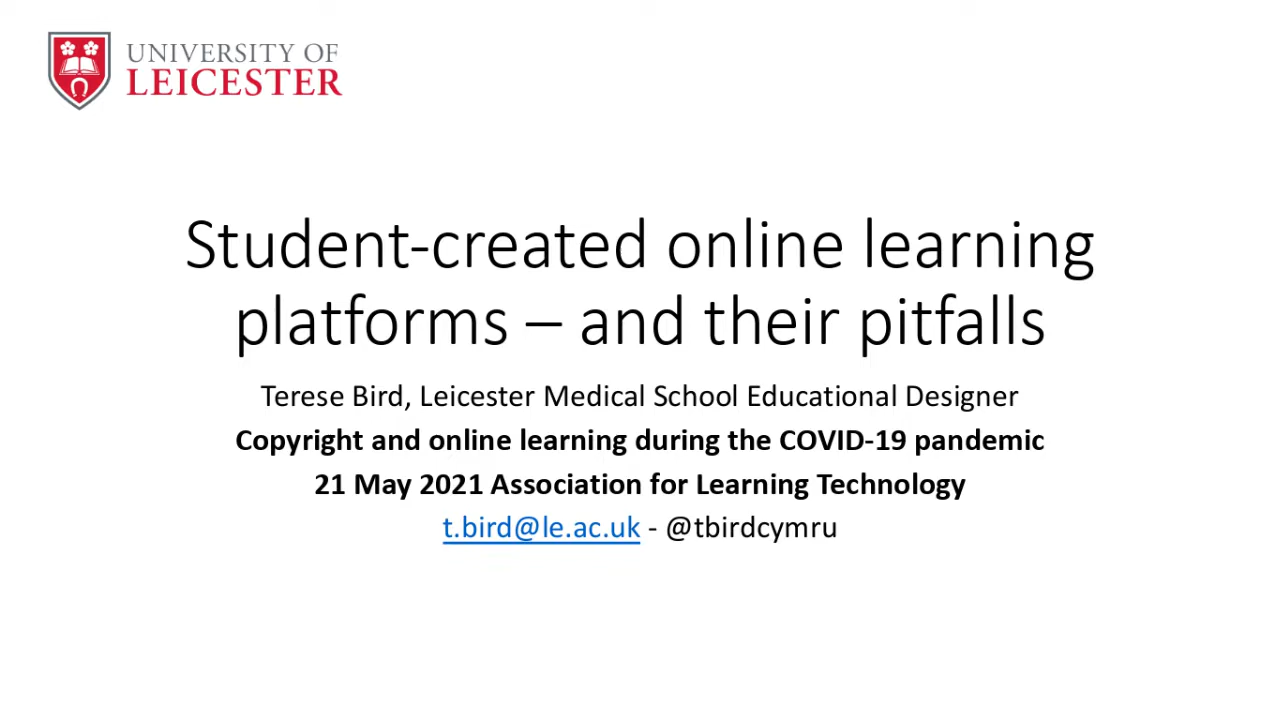 UNIVERSITY OF
LEICESTER
Student-created online learning
platforms – and their pitfalls
Terese Bird, Leicester Medical School Educational Designer
Copyright and online learning during the COVID-19 pandemic
21 May 2021 Association for Learning Technology
t.bird@le.ac.uk - @tbirdcymru